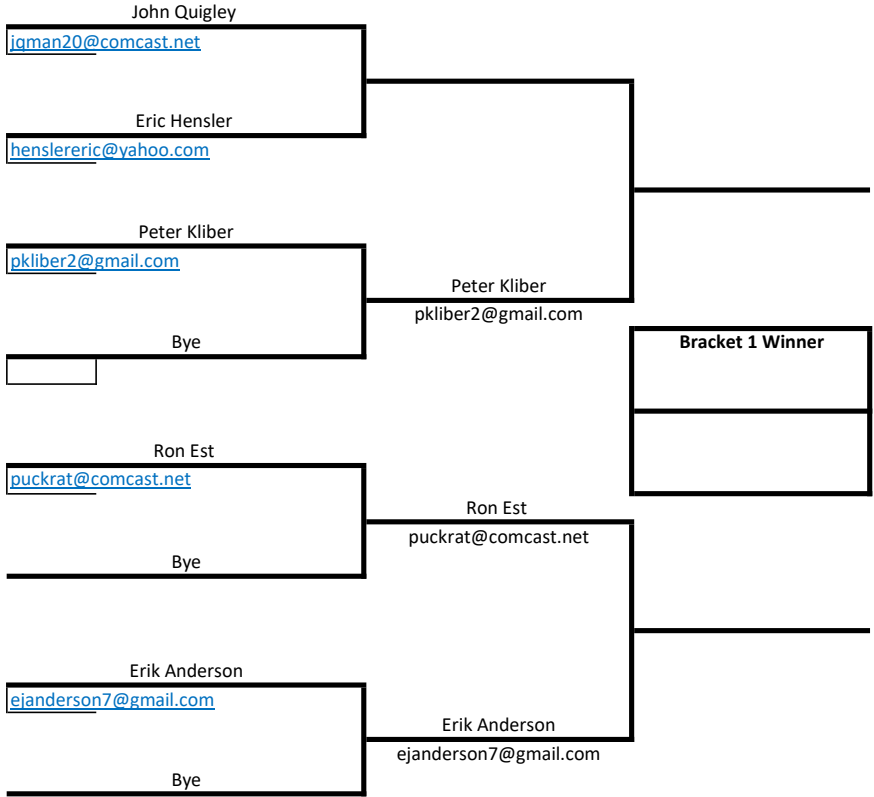 John Quigley
jqman20@comcast.net
Eric Hensler
henslereric@yahoo.com
Peter Kliber
pkliber2@gmail.com
Peter Kliber
pkliber2@gmail.com
Bye
Bracket 1 Winner
Ron Est
puckrat@comcast.net
Ron Est
puckrat@comcast.net
Bye
Erik Anderson
ejanderson7@gmail.com
Erik Anderson
ejanderson7@gmail.com
Bye